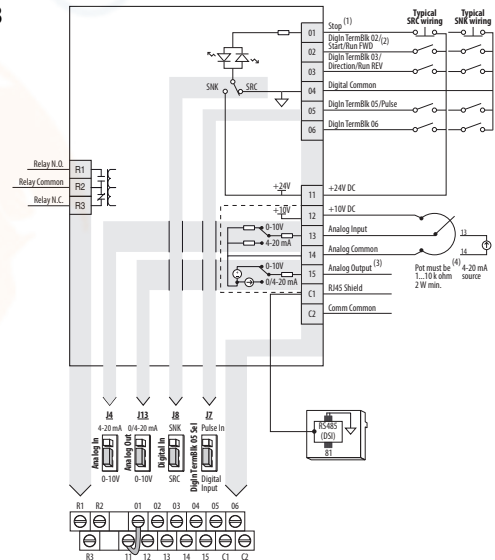 3
Typical
SRC wiring
Typical
SNK wiring
01
Stop (1)
02
DigIn TermBlk 02/
Start/Run FWD (2)
03
DigIn TermBlk 03/
Direction/Run REV
SNK
SRC
04
Digital Common
05
DigIn TermBlk 05/Pulse
06
DigIn TermBlk 06
Relay N.O.
R1
Relay Common
R2
Relay N.C.
R3
+24V
11
+24V DC
+10V
12
+10V DC
0-10V
13
Analog Input
4-20 mA
14
Analog Common
0-10V
15
Analog Output (3)
0/4-20 mA
C1
RJ45 Shield
C2
Comm Common
13
14
Pot must be
1...10 k ohm
2 W min.
(4) 4-20 mA
source
J4
J13
J8
J7
4-20 mA
0/4-20 mA
SNK
Pulse In
Analog In
Analog Out
Digital In
DigIn TermBlk 05 Sel
0-10V
0-10V
SRC
Digital
Input
RS485
(DSI)
81
R1 R2 01 02 03 04 05 06
R3 11 12 13 14 15 C1 C2